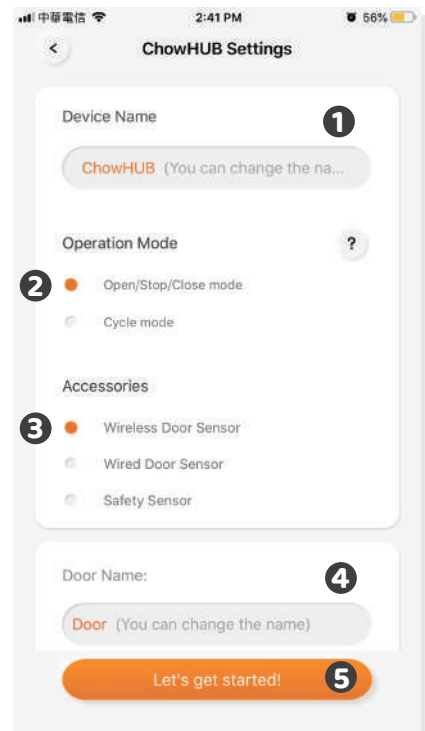 中華電信 2:41 PM 56%
< ChowHUB Settings
Device Name 1
ChowHUB (You can change the na...
Operation Mode ?
2 Open/Stop/Close mode
Cycle mode
Accessories
3 Wireless Door Sensor
Wired Door Sensor
Safety Sensor
Door Name: 4
Door (You can change the name)
Let's get started! 5